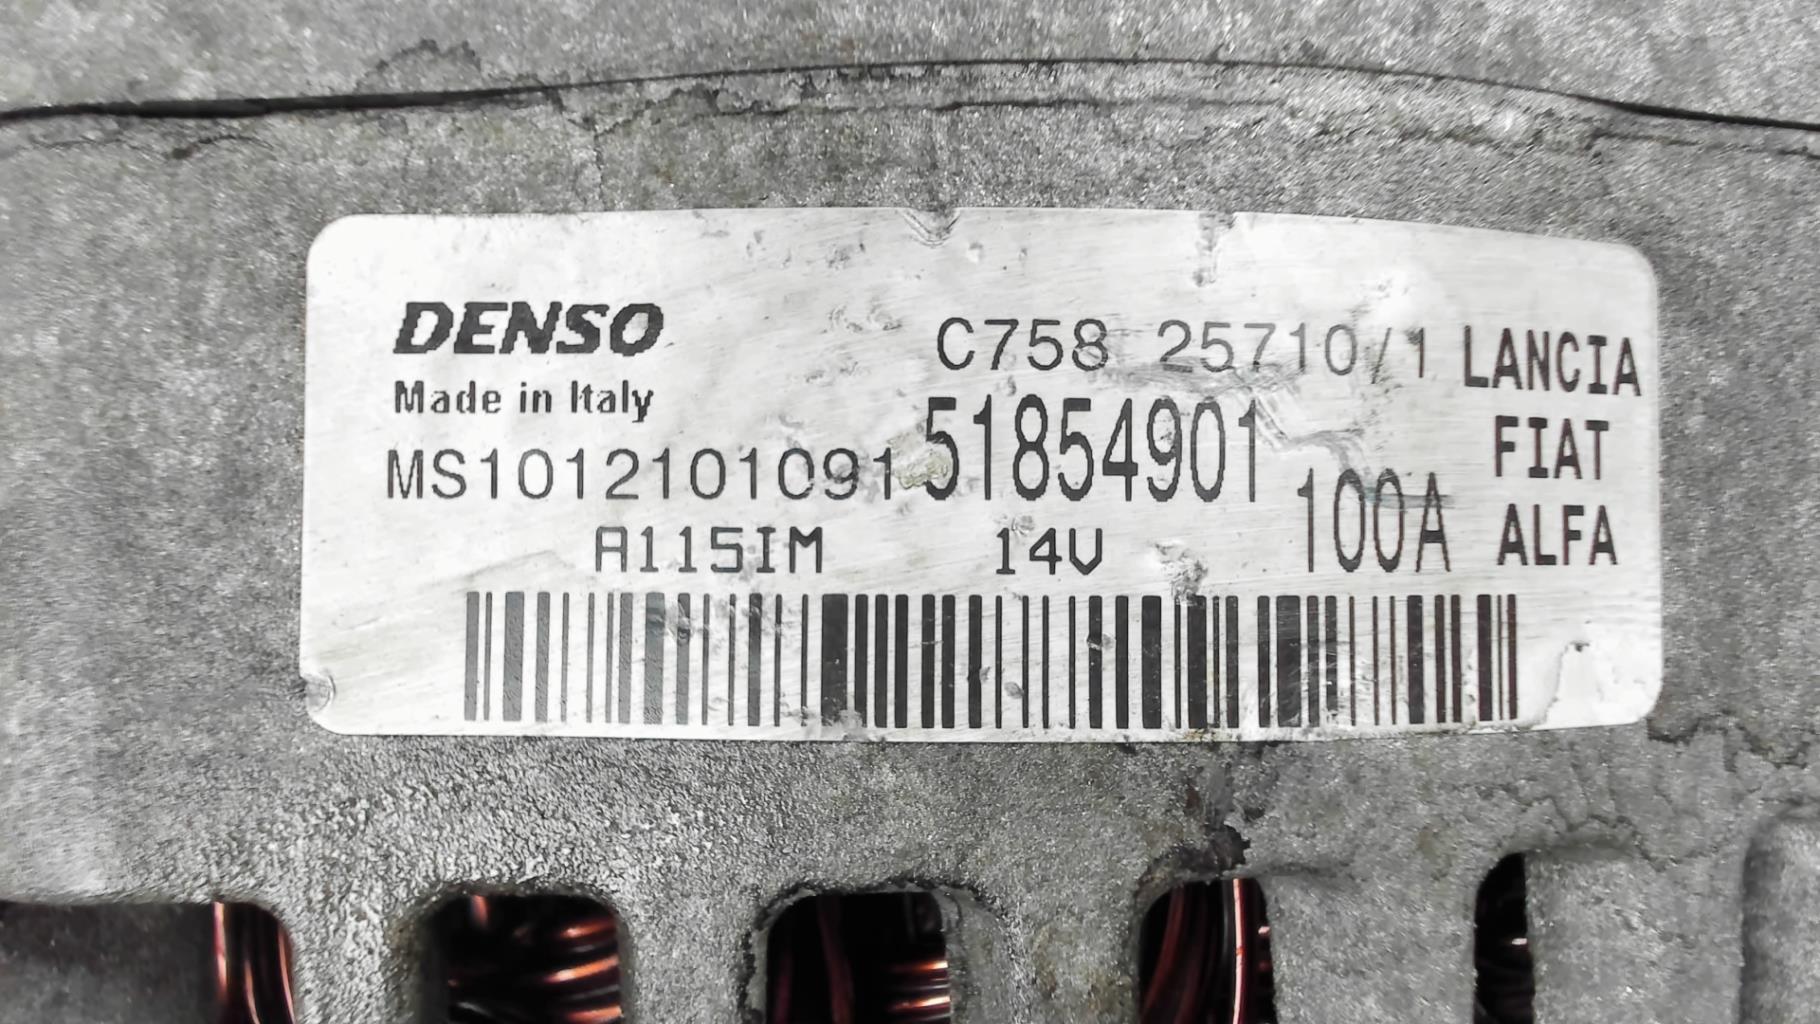 DENSO
Made in Italy
C758 25710/1
LANCIA
FIAT
ALFA
MS1012101091
51854901
100A
A115IM
14V